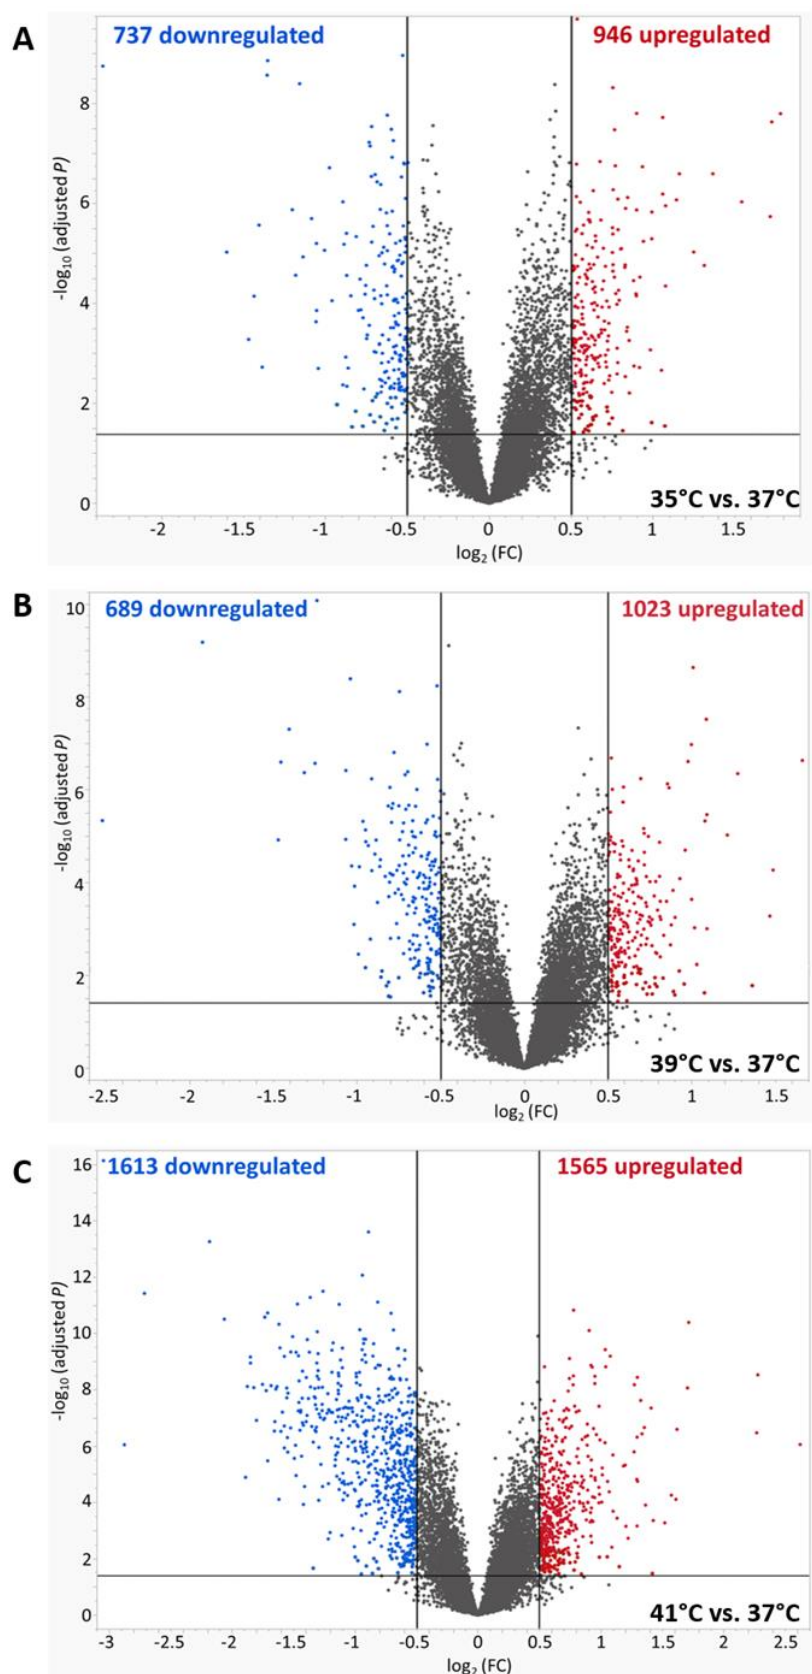 A
737 downregulated
946 upregulated
-log10 (adjusted P)
8
6
4
2
0
35°C vs. 37°C
-2
-1.5
-1
-0.5
0
0.5
1
1.5
log2 (FC)
B
689 downregulated
1023 upregulated
-log10 (adjusted P)
10
8
6
4
2
0
39°C vs. 37°C
-2.5
-2
-1.5
-1
-0.5
0
0.5
1
1.5
log2 (FC)
C
1613 downregulated
1565 upregulated
-log10 (adjusted P)
16
14
12
10
8
6
4
2
0
41°C vs. 37°C
-3
-2.5
-2
-1.5
-1
-0.5
0
0.5
1
1.5
2
2.5
log2 (FC)